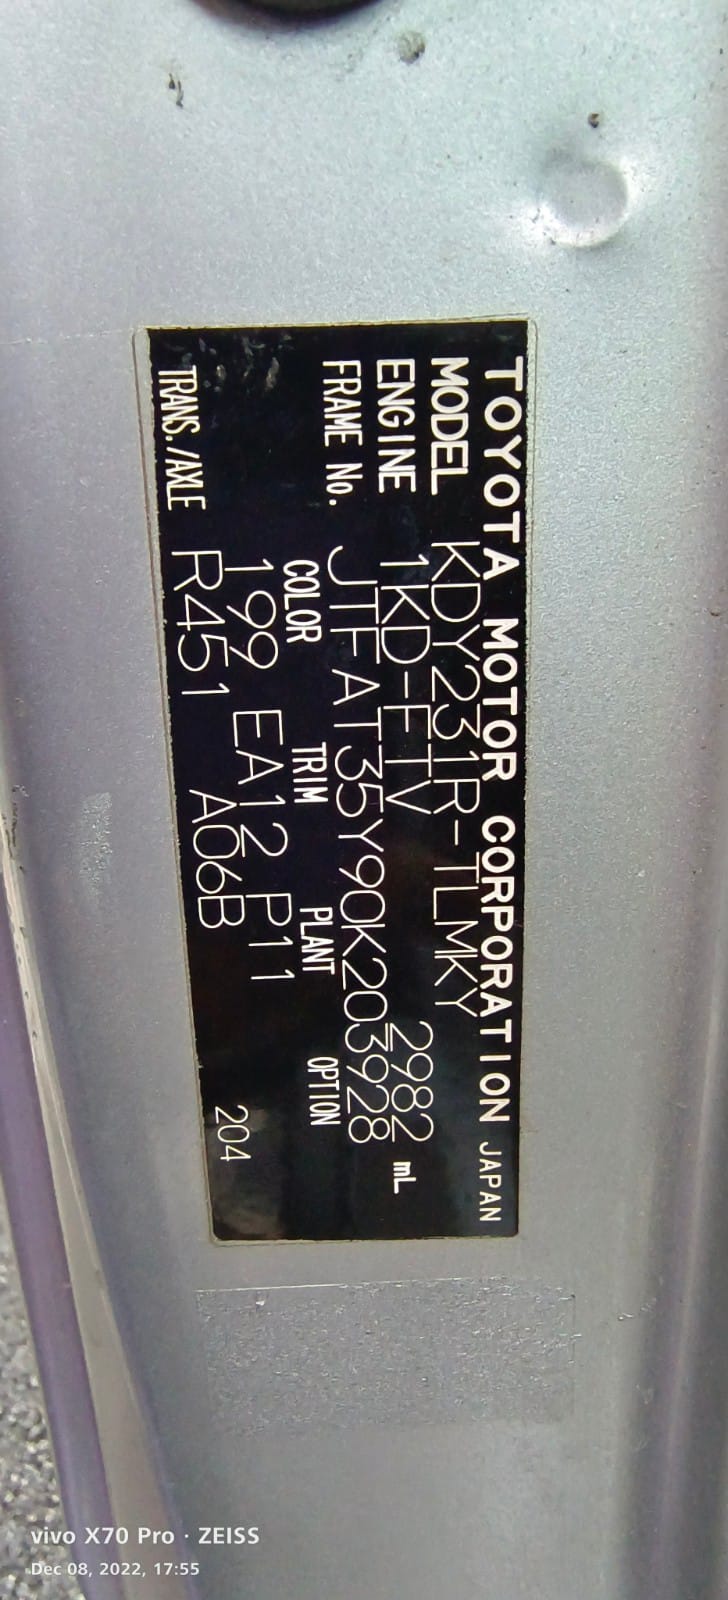 TOYOTA MOTOR CORPORATION JAPAN
MODEL KDY231R-TLMKY
ENGINE 1KD-FTV 2982 mL
FRAME No. JTFAT35Y90K203928
COLOR TRIM PLANT OPTION
199 EA12 P11 204
TRANS./AXLE R451 A06B
vivo X70 Pro · ZEISS
Dec 08, 2022, 17:55